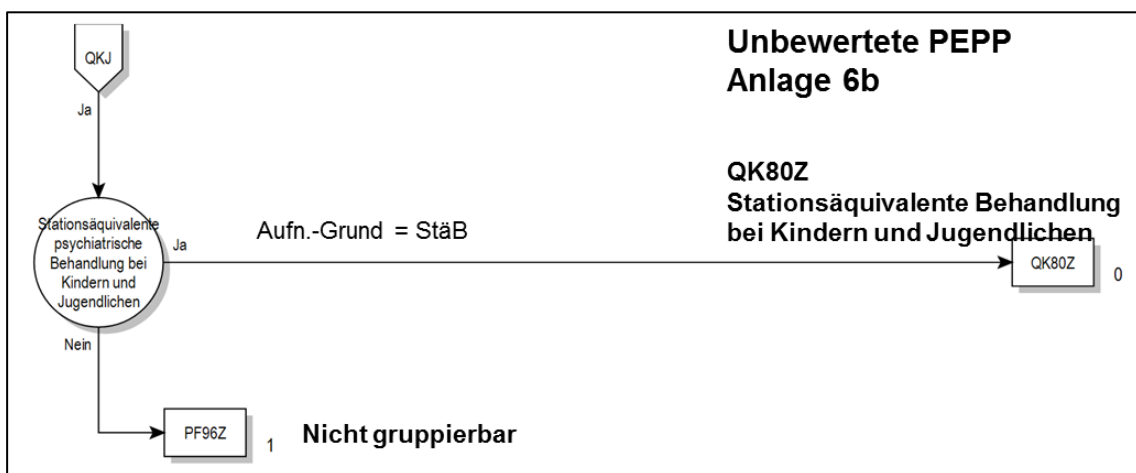 QKJ
Unbewertete PEPP
Anlage 6b
Ja
QK80Z
Stationsäquivalente Behandlung
bei Kindern und Jugendlichen
Stationsäquivalente
psychiatrische
Behandlung bei
Kindern und
Jugendlichen
Ja
Aufn.-Grund = StäB
QK80Z
0
Nein
PF96Z
1
Nicht gruppierbar